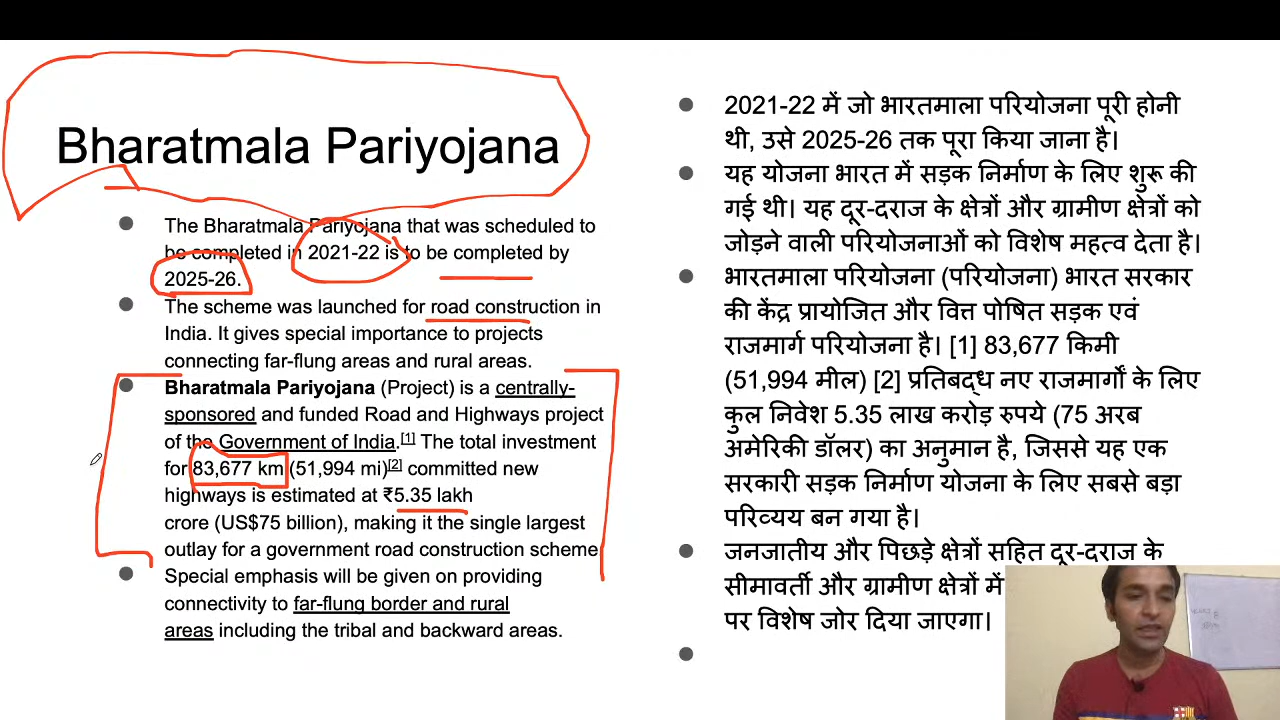 Bharatmala Pariyojana
The Bharatmala Pariyojana that was scheduled to
be completed in 2021-22 is to be completed by
2025-26.
The scheme was launched for road construction in
India. It gives special importance to projects
connecting far-flung areas and rural areas.
Bharatmala Pariyojana (Project) is a centrally-
sponsored and funded Road and Highways project
of the Government of India.[1] The total investment
for 83,677 km (51,994 mi)[2] committed new
highways is estimated at ₹5.35 lakh
crore (US$75 billion), making it the single largest
outlay for a government road construction scheme
Special emphasis will be given on providing
connectivity to far-flung border and rural
areas including the tribal and backward areas.
2021-22 में जो भारतमाला परियोजना पूरी होनी
थी, उसे 2025-26 तक पूरा किया जाना है।
यह योजना भारत में सड़क निर्माण के लिए शुरू की
गई थी। यह दूर-दराज के क्षेत्रों और ग्रामीण क्षेत्रों को
जोड़ने वाली परियोजनाओं को विशेष महत्व देता है।
भारतमाला परियोजना (परियोजना) भारत सरकार
की केंद्र प्रायोजित और वित्त पोषित सड़क एवं
राजमार्ग परियोजना है। [1] 83,677 किमी
(51,994 मील) [2] प्रतिबद्ध नए राजमार्गों के लिए
कुल निवेश 5.35 लाख करोड़ रुपये (75 अरब
अमेरिकी डॉलर) का अनुमान है, जिससे यह एक
सरकारी सड़क निर्माण योजना के लिए सबसे बड़ा
परिव्यय बन गया है।
जनजातीय और पिछड़े क्षेत्रों सहित दूर-दराज के
सीमावर्ती और ग्रामीण क्षेत्रों में
पर विशेष जोर दिया जाएगा।